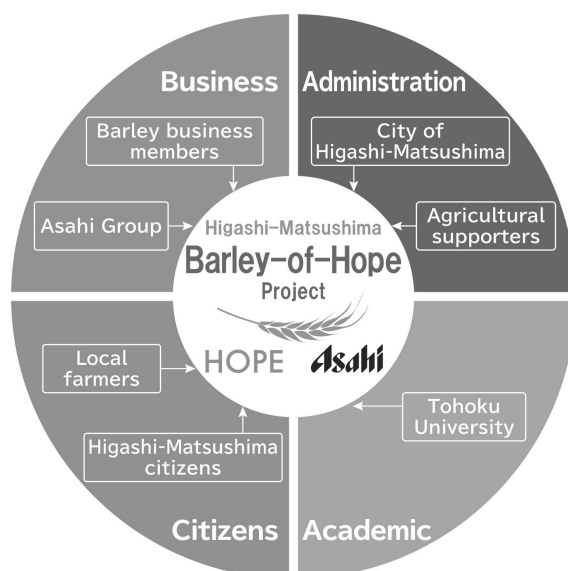 Business
Administration
Barley business
members
City of
Higashi-Matsushima
Asahi Group
Agricultural
supporters
Higashi-Matsushima
Barley-of-Hope
Project
HOPE
Asahi
Local
farmers
Tohoku
University
Higashi-Matsushima
citizens
Citizens
Academic